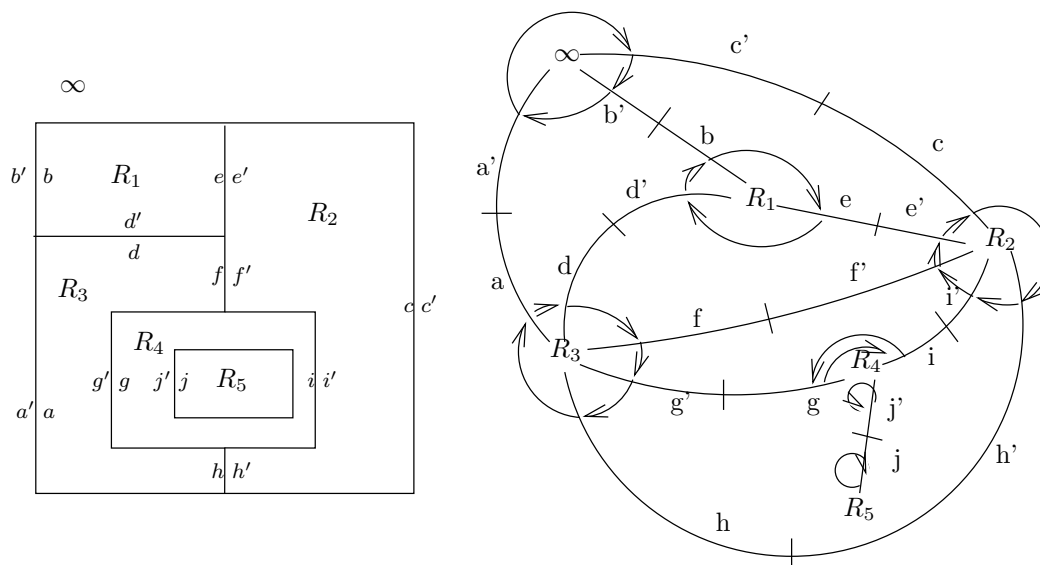 ∞
b′ b R₁ e e′
R₂
d′
d
R₃ f f′
c c′
R₄
g′ g j′ j R₅ i i′
a′ a
h h′
∞ c'
b'
b c
a' d' R₁ e e'
R₂
d f' i'
a f
R₃ R₄ i
g' g j'
j h'
R₅
h